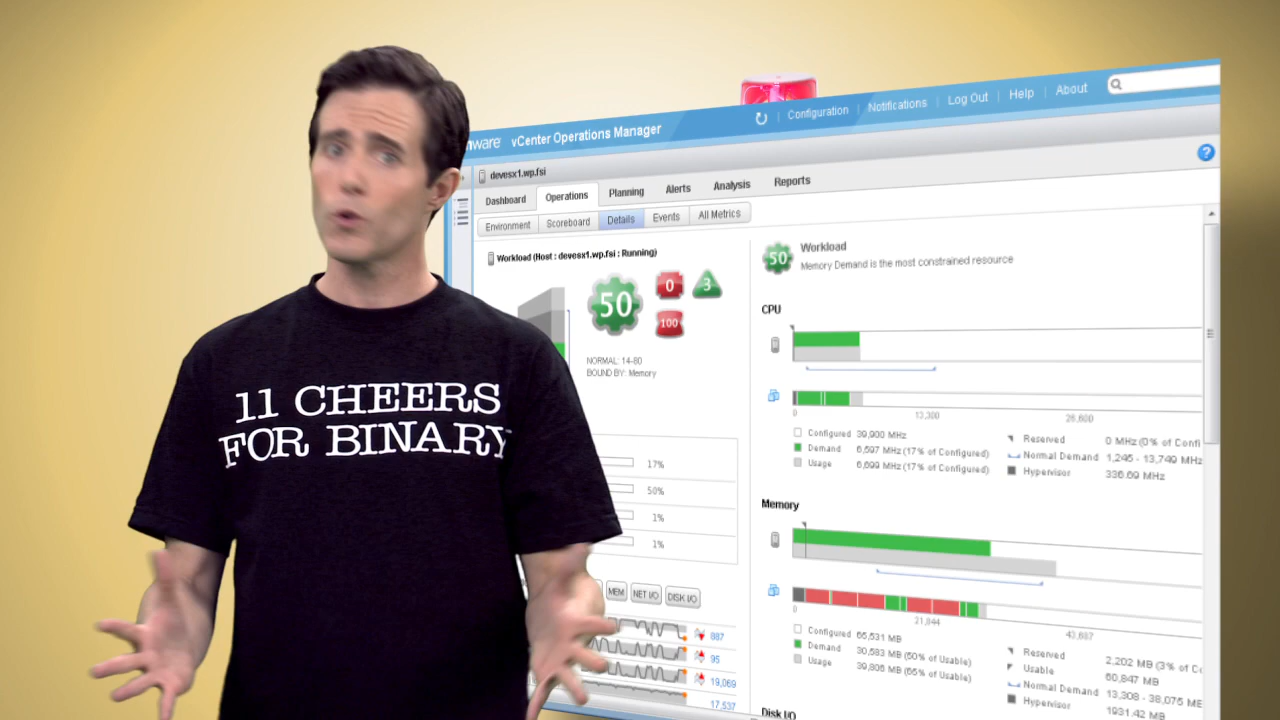 11 CHEERS
FOR BINARY
vCenter Operations Manager
Configuration
Notifications
Log Out
Help
About
devesx1.wp.fsi
Dashboard
Operations
Planning
Alerts
Analysis
Reports
Environment
Scoreboard
Details
Events
All Metrics
Workload (Host : devesx1.wp.fsi : Running)
50
0
3
100
NORMAL: 14-80
BOUND BY: Memory
17%
50%
1%
1%
MEM
NET I/O
DISK I/O
887
95
19,069
17,537
50
Workload
Memory Demand is the most constrained resource
CPU
0
13,300
26,600
Configured 39,900 MHz
Demand 6,597 MHz (17% of Configured)
Usage 6,699 MHz (17% of Configured)
Reserved 0 MHz (0% of Confi
Normal Demand 1,246 - 13,749 MHz
Hypervisor 336.69 MHz
Memory
0
21,844
43,687
Configured 65,531 MB
Demand 30,583 MB (50% of Usable)
Usage 39,806 MB (65% of Usable)
Reserved 2,202 MB (3% of C
Usable 60,847 MB
Normal Demand 13,308 - 38,075 MB
Hypervisor 1931.42 MB
Disk I/O